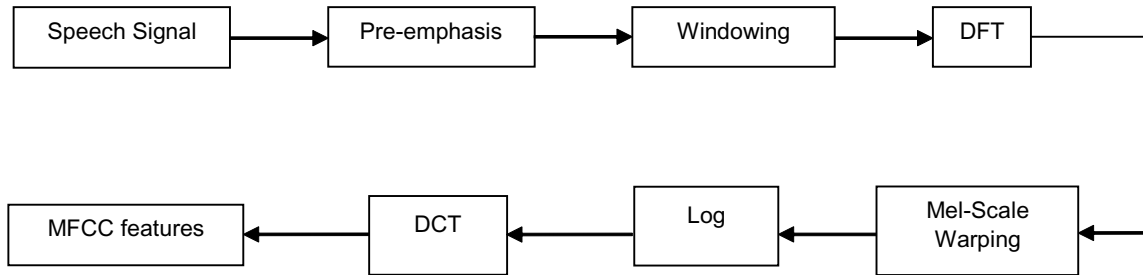 Speech Signal
Pre-emphasis
Windowing
DFT
Mel-Scale
Warping
Log
DCT
MFCC features